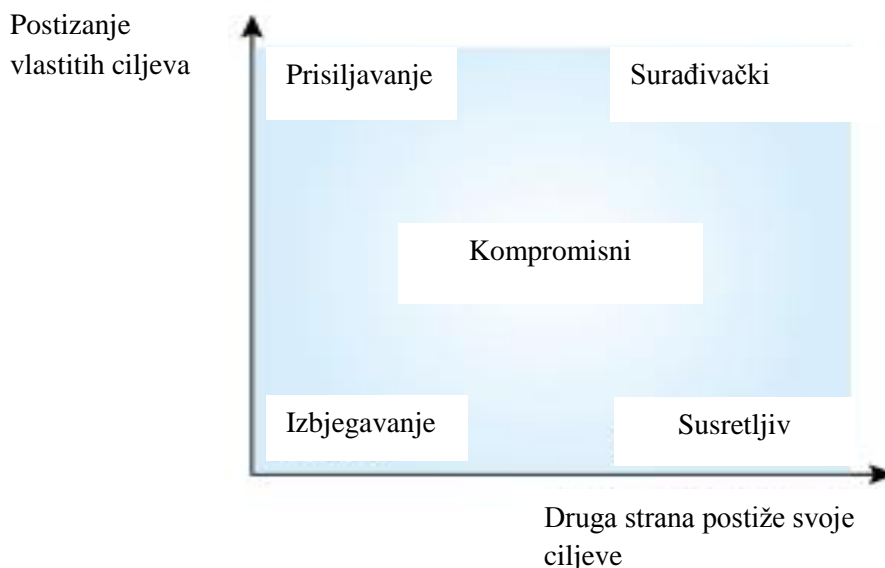 Postizanje
vlastitih ciljeva
Prisiljavanje
Surađivački
Kompromisni
Izbjegavanje
Susretljiv
Druga strana postiže svoje
ciljeve